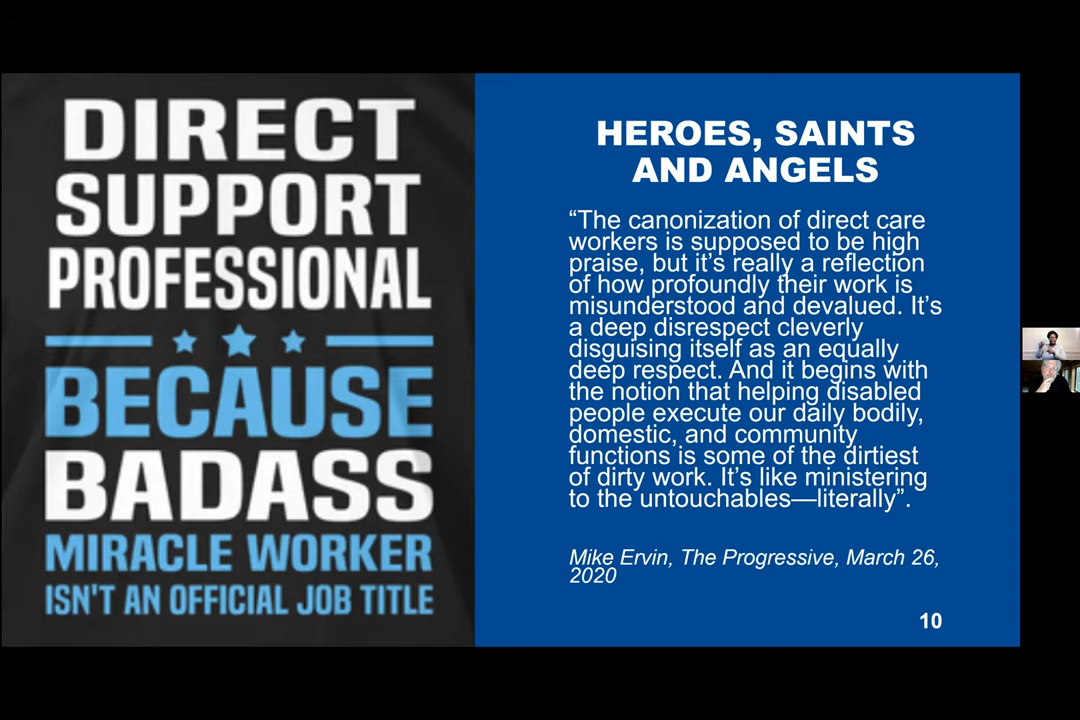 DIRECT
SUPPORT
PROFESSIONAL
BECAUSE
BADASS
MIRACLE WORKER
ISN'T AN OFFICIAL JOB TITLE
HEROES, SAINTS
AND ANGELS
“The canonization of direct care
workers is supposed to be high
praise, but it’s really a reflection
of how profoundly their work is
misunderstood and devalued. It’s
a deep disrespect cleverly
disguising itself as an equally
deep respect. And it begins with
the notion that helping disabled
people execute our daily bodily,
domestic, and community
functions is some of the dirtiest
of dirty work. It’s like ministering
to the untouchables—literally”.
Mike Ervin, The Progressive, March 26,
2020
10